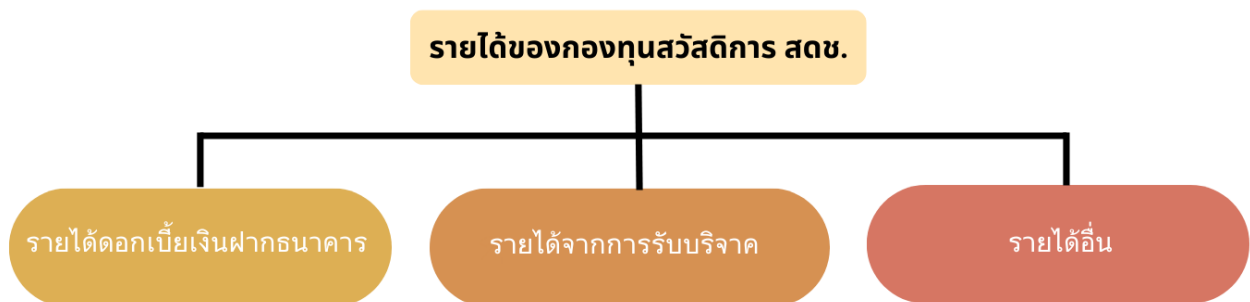 รายได้ของกองทุนสวัสดิการ สดช.
รายได้ดอกเบี้ยเงินฝากธนาคาร
รายได้จากการรับบริจาค
รายได้อื่น